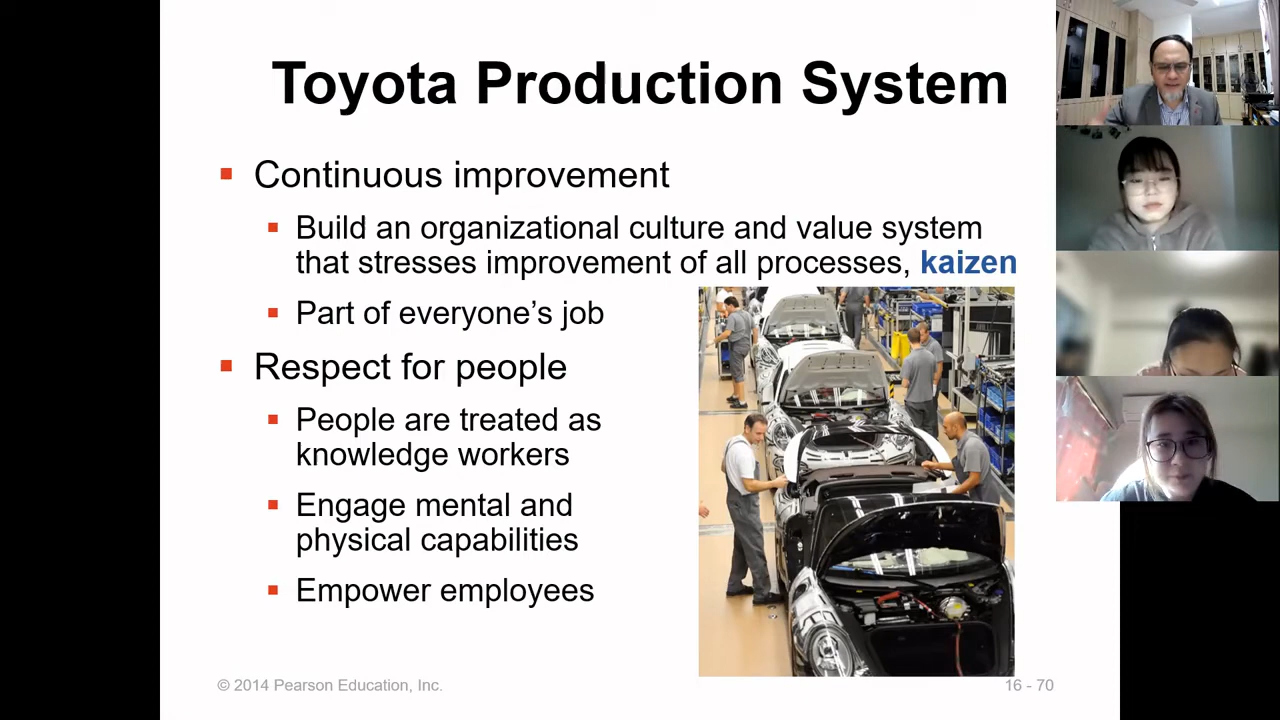 Toyota Production System
Continuous improvement
Build an organizational culture and value system
that stresses improvement of all processes, kaizen
Part of everyone’s job
Respect for people
People are treated as
knowledge workers
Engage mental and
physical capabilities
Empower employees
© 2014 Pearson Education, Inc.
16 - 70